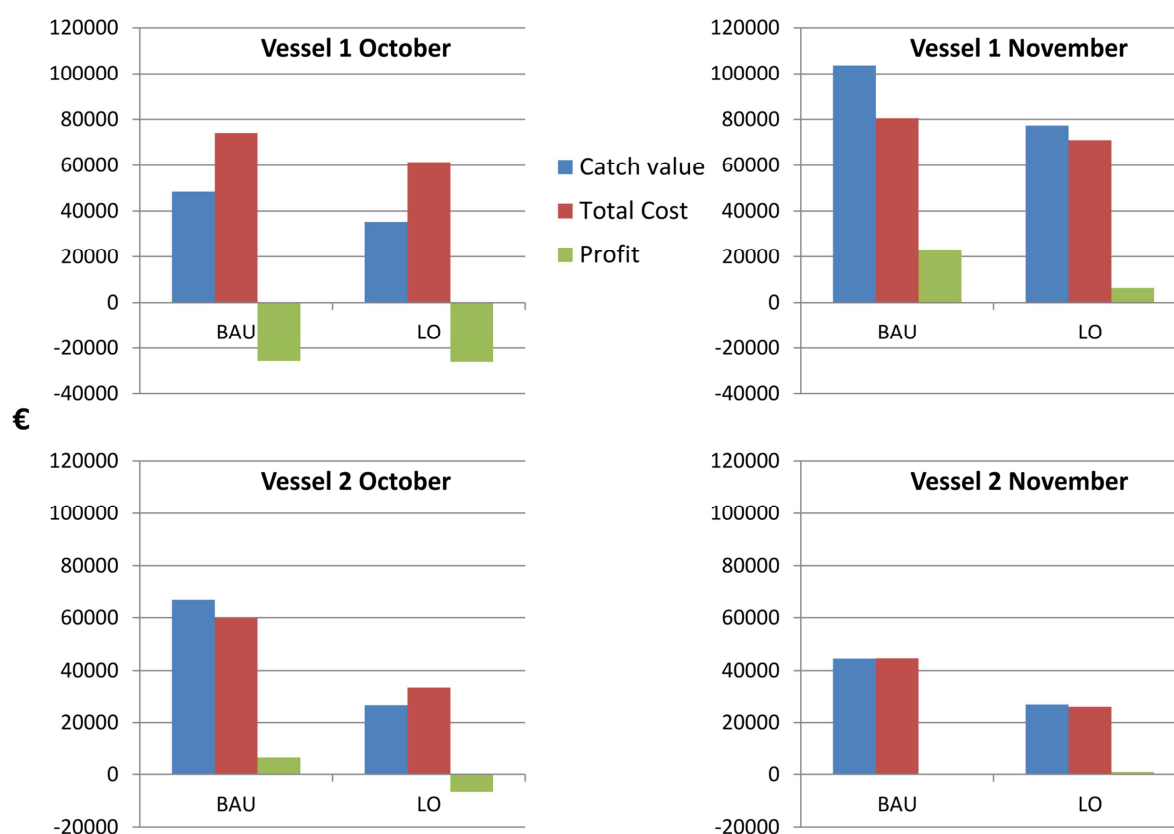 Vessel 1 October
120000
100000
80000
60000
40000
20000
0
-20000
-40000
BAU
LO
Catch value
Total Cost
Profit
Vessel 1 November
120000
100000
80000
60000
40000
20000
0
-20000
-40000
BAU
LO
€
Vessel 2 October
120000
100000
80000
60000
40000
20000
0
-20000
BAU
LO
Vessel 2 November
120000
100000
80000
60000
40000
20000
0
-20000
BAU
LO